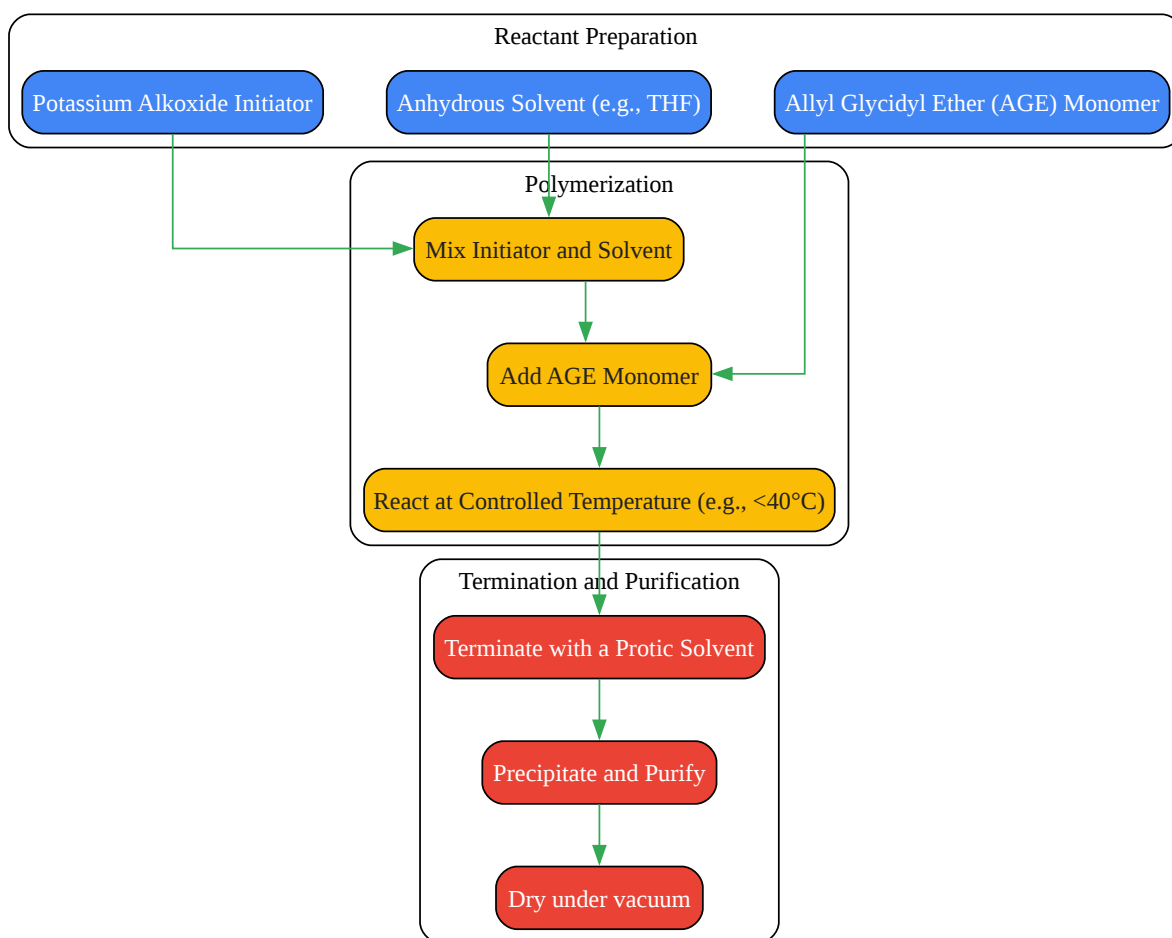 Reactant Preparation
Potassium Alkoxide Initiator
Anhydrous Solvent (e.g., THF)
Allyl Glycidyl Ether (AGE) Monomer
Polymerization
Mix Initiator and Solvent
Add AGE Monomer
React at Controlled Temperature (e.g., <40°C)
Termination and Purification
Terminate with a Protic Solvent
Precipitate and Purify
Dry under vacuum